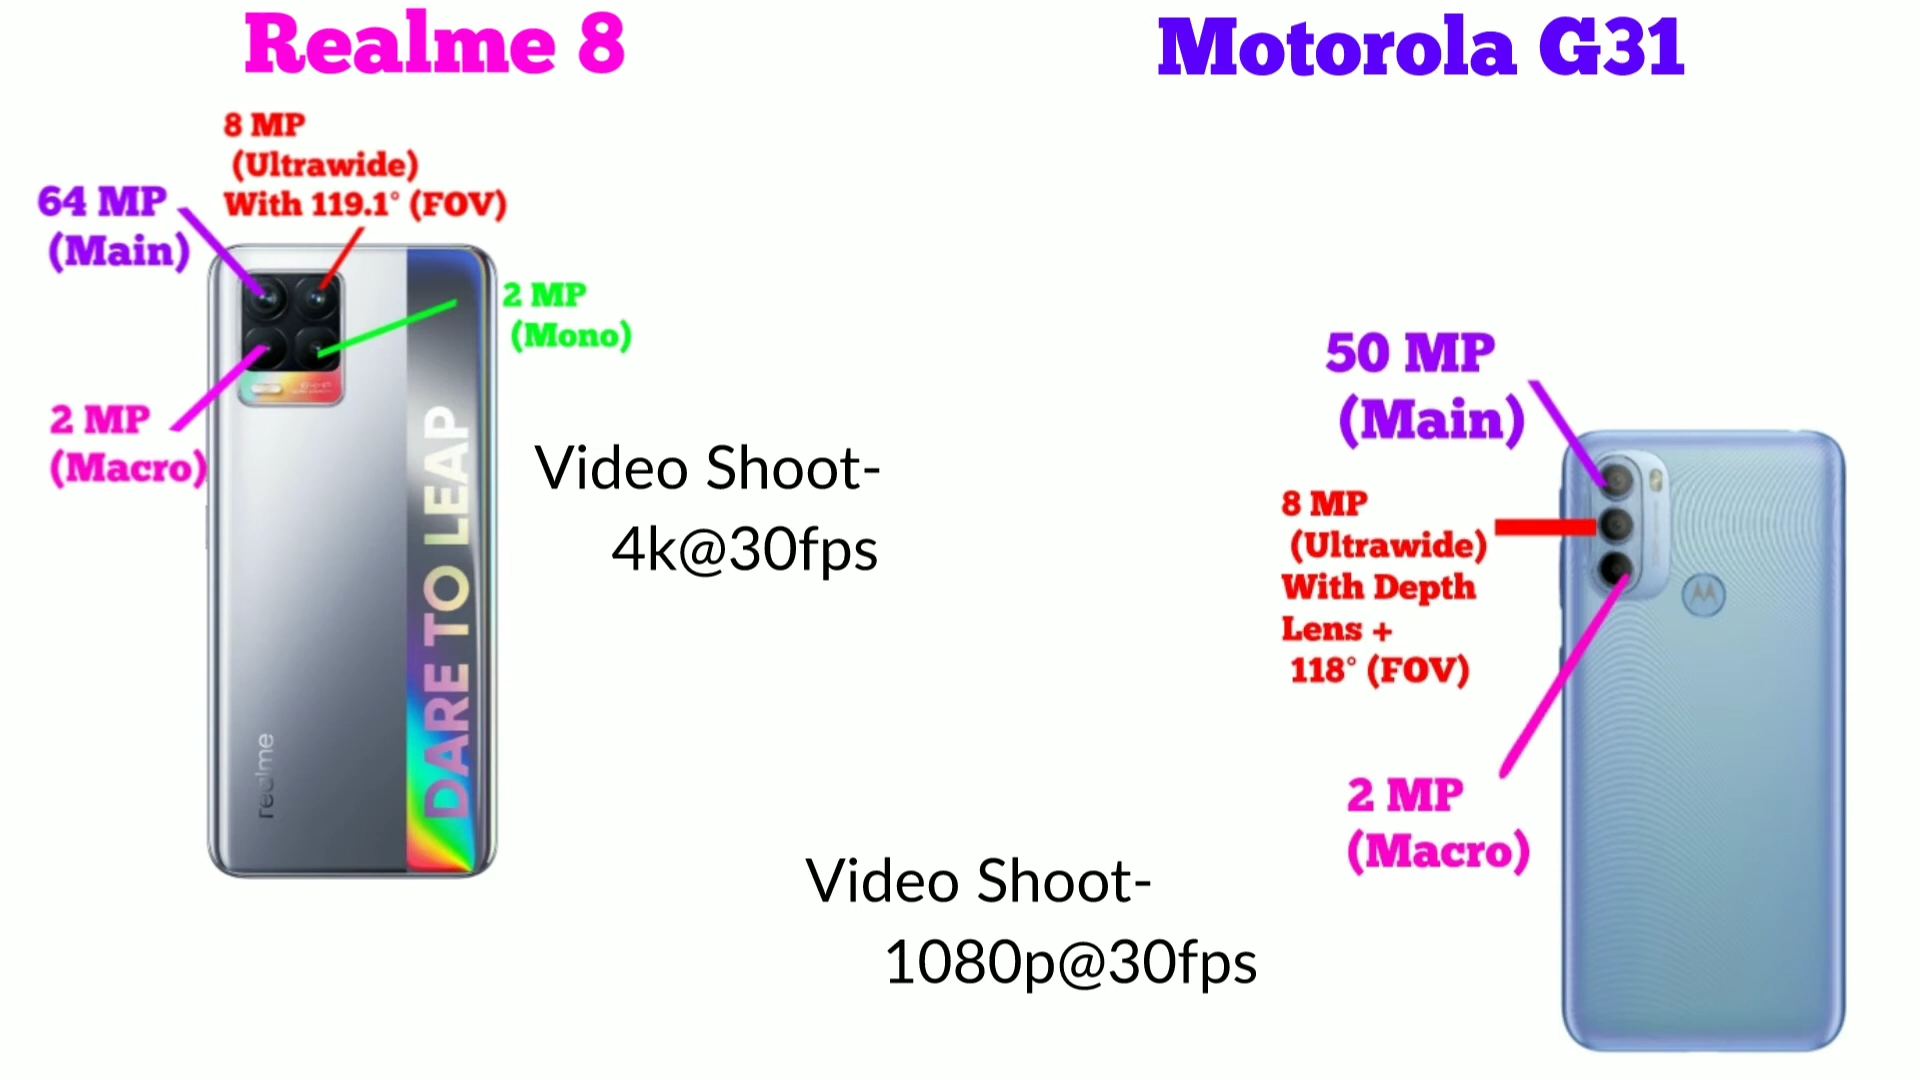 Realme 8
8 MP
(Ultrawide)
With 119.1° (FOV)
64 MP
(Main)
2 MP
(Mono)
2 MP
(Macro)
DARE TO LEAP
realme
Video Shoot-
4k@30fps
Motorola G31
50 MP
(Main)
8 MP
(Ultrawide)
With Depth
Lens +
118° (FOV)
2 MP
(Macro)
Video Shoot-
1080p@30fps